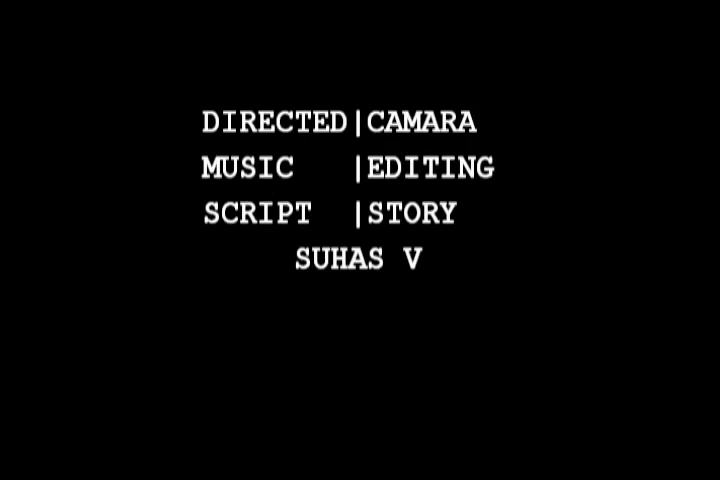 DIRECTED|CAMARA
MUSIC   |EDITING
SCRIPT  |STORY
SUHAS V